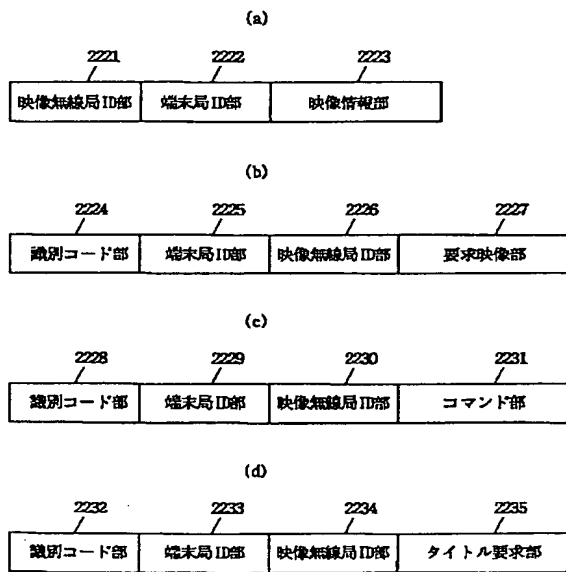 (a)
2221 2222 2223
映像無線局ID部 端末局ID部 映像情報部
(b)
2224 2225 2226 2227
識別コード部 端末局ID部 映像無線局ID部 要求映像部
(c)
2228 2229 2230 2231
識別コード部 端末局ID部 映像無線局ID部 コマンド部
(d)
2232 2233 2234 2235
識別コード部 端末局ID部 映像無線局ID部 タイトル要求部